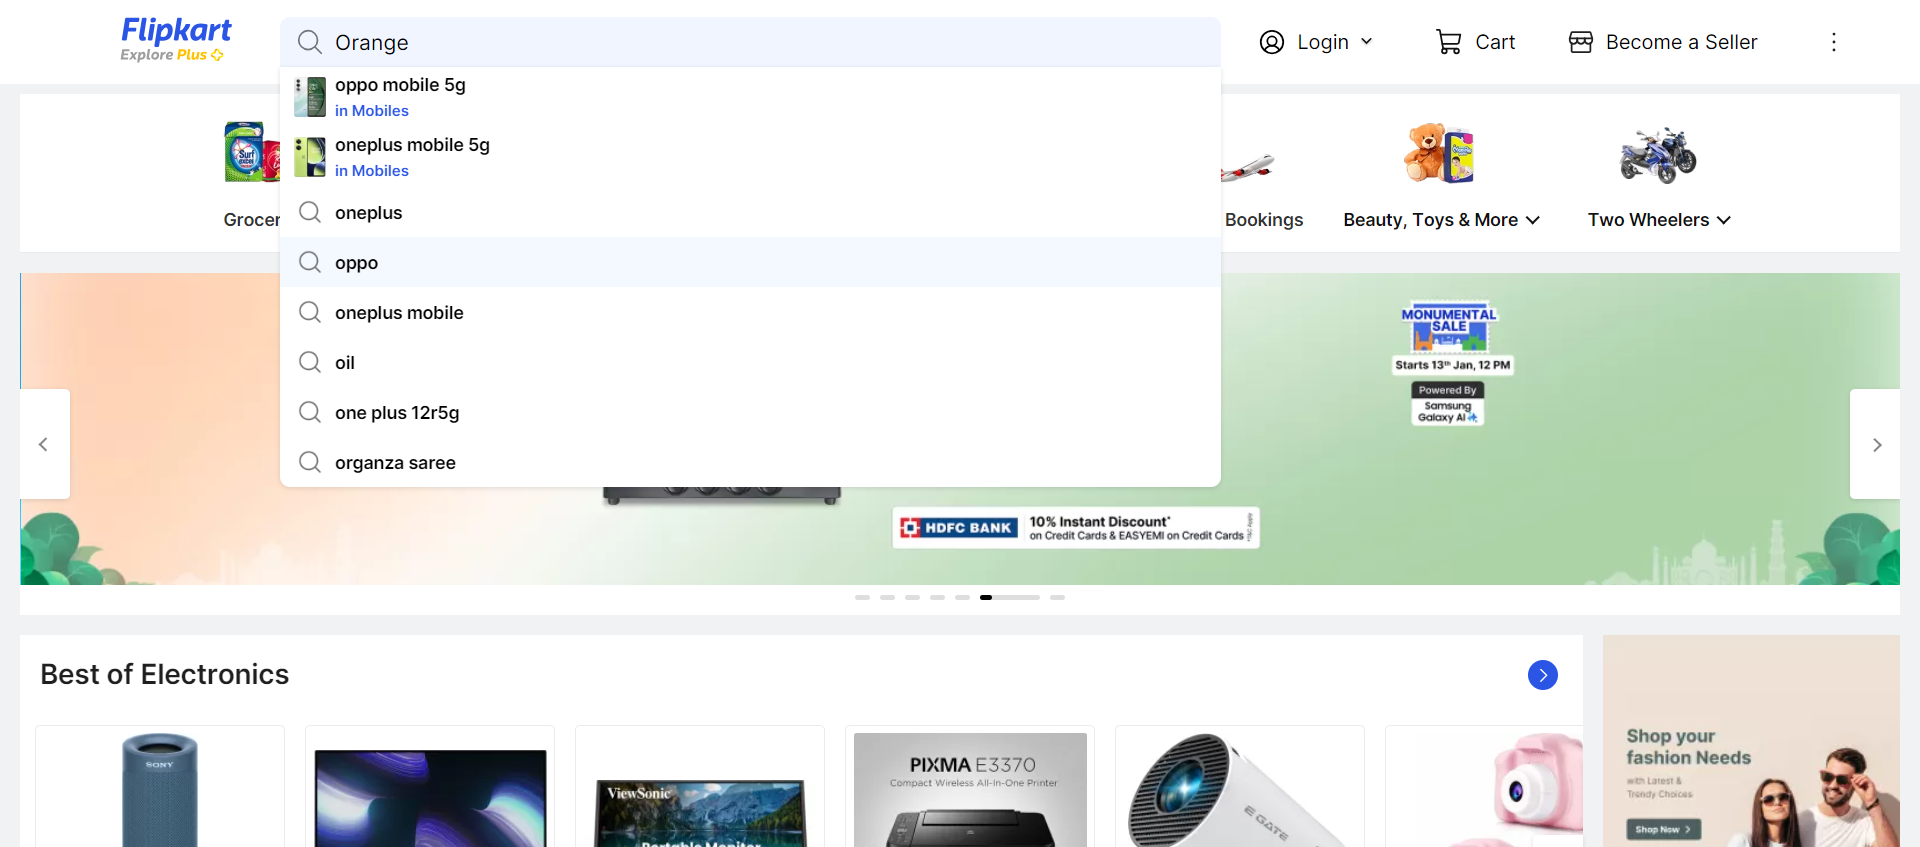 Flipkart
Explore Plus
Orange
Login
Cart
Become a Seller
oppo mobile 5g
in Mobiles
oneplus mobile 5g
in Mobiles
oneplus
oppo
oneplus mobile
oil
one plus 12r5g
organza saree
Surf excel
Grocer
Bookings
Beauty, Toys & More
Two Wheelers
MONUMENTAL
SALE
Starts 13th Jan, 12 PM
Powered By
Samsung
Galaxy AI
HDFC BANK
10% Instant Discount*
on Credit Cards & EASYEMI on Credit Cards
*T&C Apply
Best of Electronics
SONY
ViewSonic
Portable Monitor
PIXMA E3370
Compact Wireless All-In-One Printer
E GATE
Shop your
fashion Needs
with Latest &
Trendy Choices
Shop Now